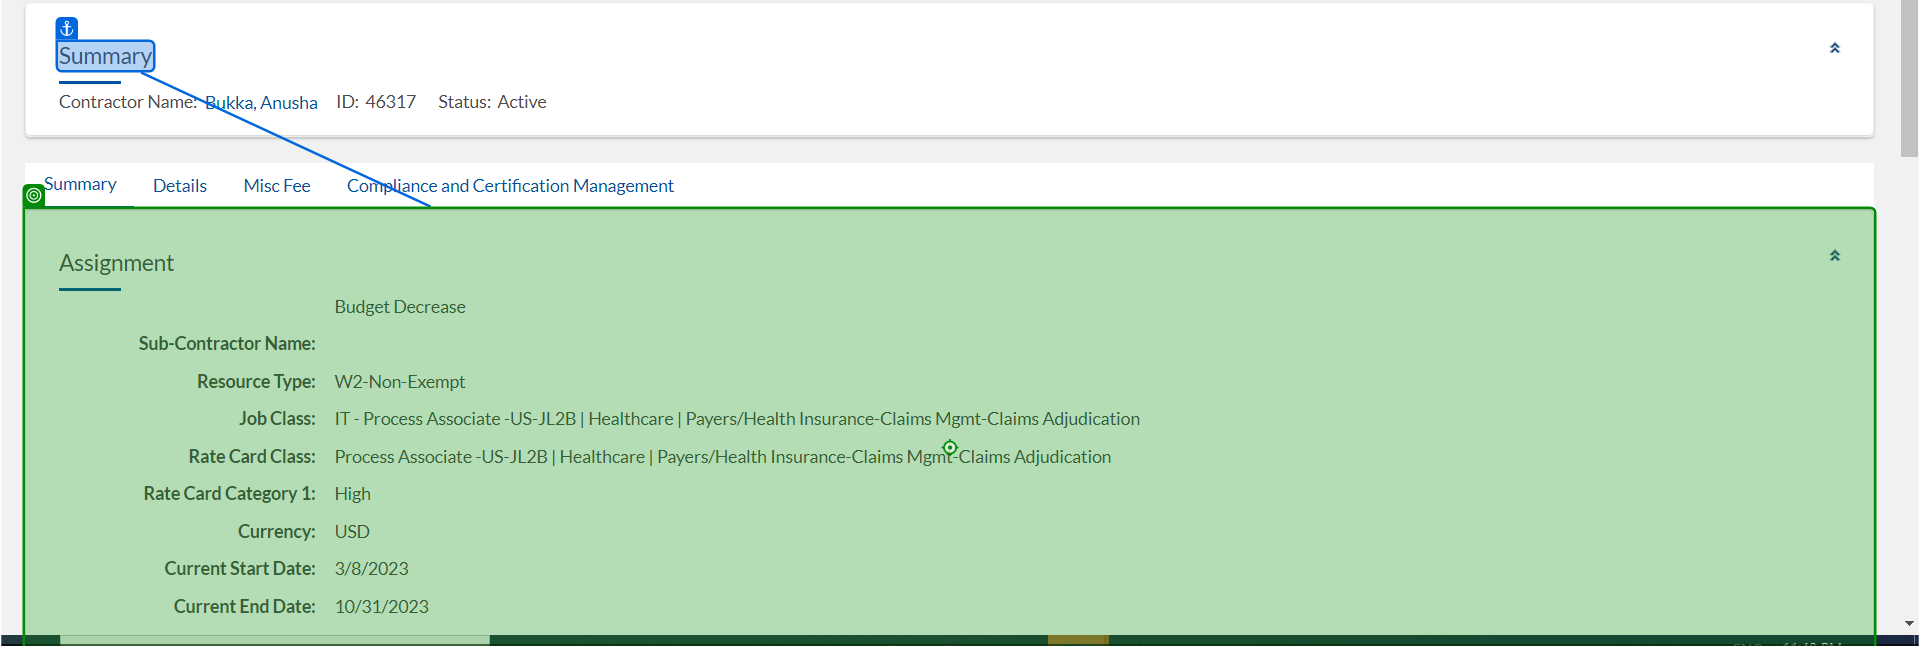 Summary
Contractor Name: Bukka, Anusha ID: 46317 Status: Active
Summary Details Misc Fee Compliance and Certification Management
Assignment
Budget Decrease
Sub-Contractor Name:
Resource Type: W2-Non-Exempt
Job Class: IT - Process Associate -US-JL2B | Healthcare | Payers/Health Insurance-Claims Mgmt-Claims Adjudication
Rate Card Class: Process Associate -US-JL2B | Healthcare | Payers/Health Insurance-Claims Mgmt-Claims Adjudication
Rate Card Category 1: High
Currency: USD
Current Start Date: 3/8/2023
Current End Date: 10/31/2023